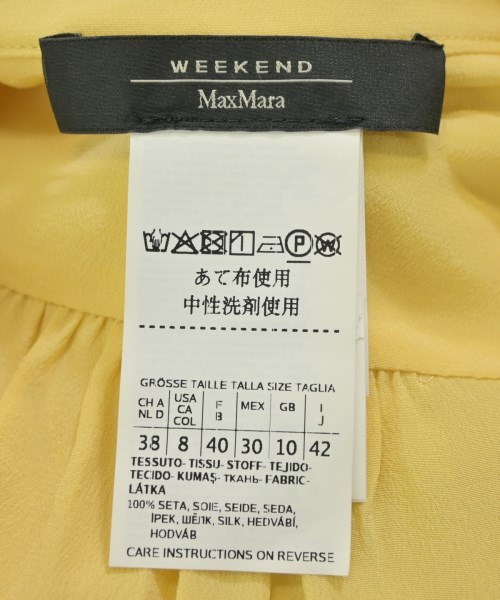 WEEKEND
MaxMara
あて布使用
中性洗剤使用
GRÖSSE TAILLE TALLA SIZE TAGLIA
CH A NL D USA CA COL F B MEX GB I J
38 8 40 30 10 42
TESSUTO-TISSU-STOFF-TEJIDO-
TECIDO-KUMAŞ-ТКАНЬ-FABRIC-
LÁTKA
100% SETA, SOIE, SEIDE, SEDA,
İPEK, ШЁЛК, SILK, HEDVÁBÍ,
HODVÁB
CARE INSTRUCTIONS ON REVERSE